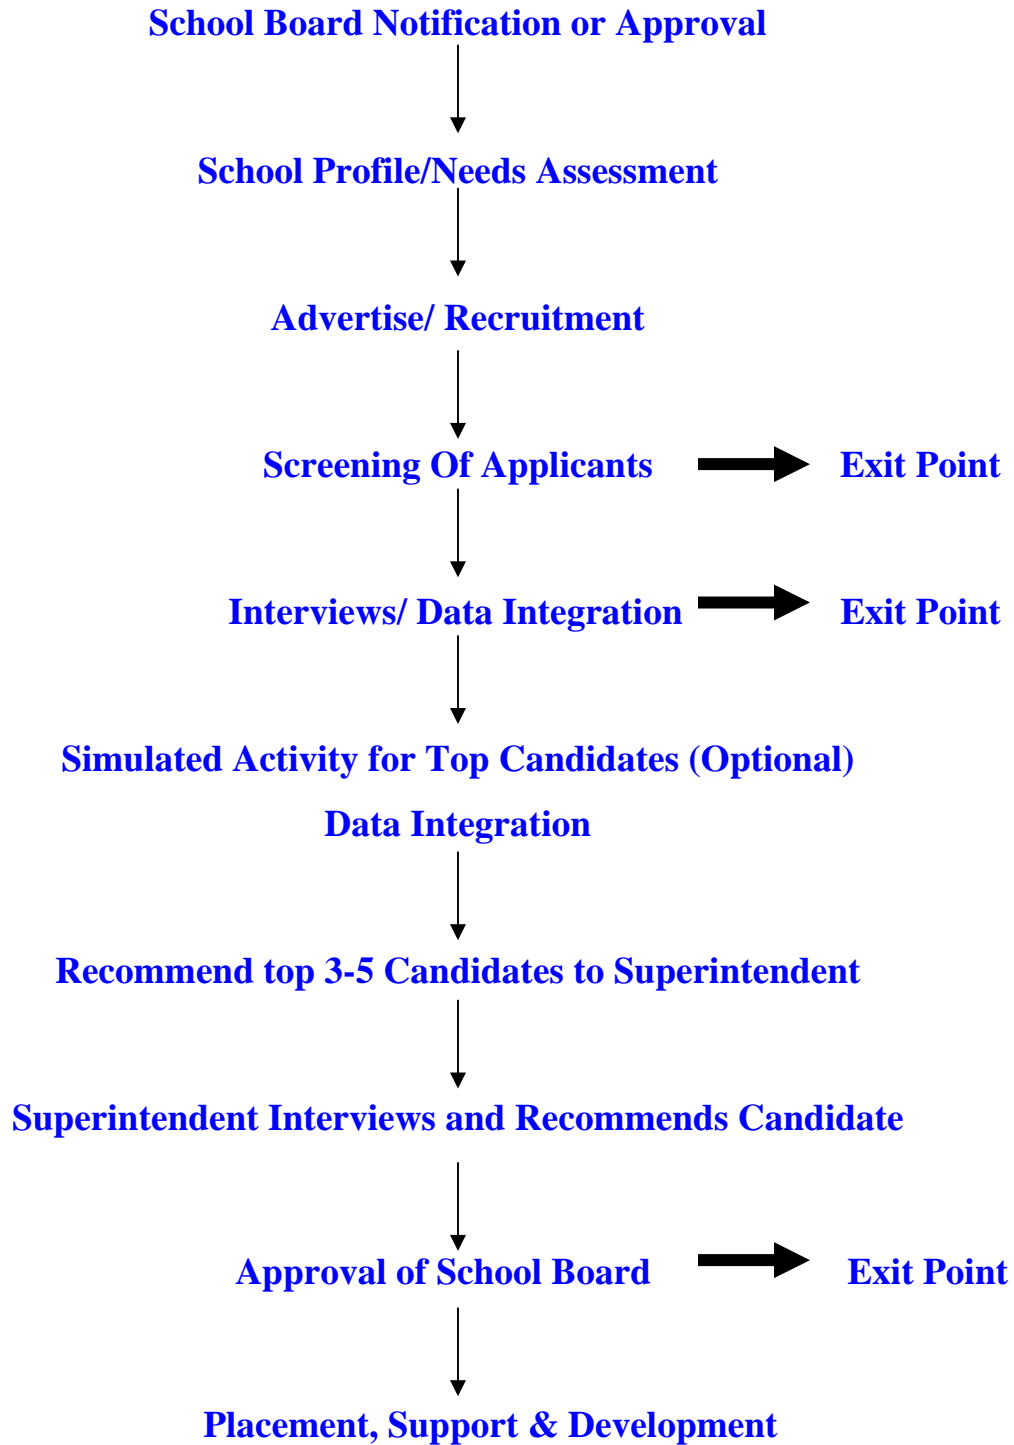 School Board Notification or Approval
School Profile/Needs Assessment
Advertise/ Recruitment
Screening Of Applicants
Exit Point
Interviews/ Data Integration
Exit Point
Simulated Activity for Top Candidates (Optional)
Data Integration
Recommend top 3-5 Candidates to Superintendent
Superintendent Interviews and Recommends Candidate
Approval of School Board
Exit Point
Placement, Support & Development